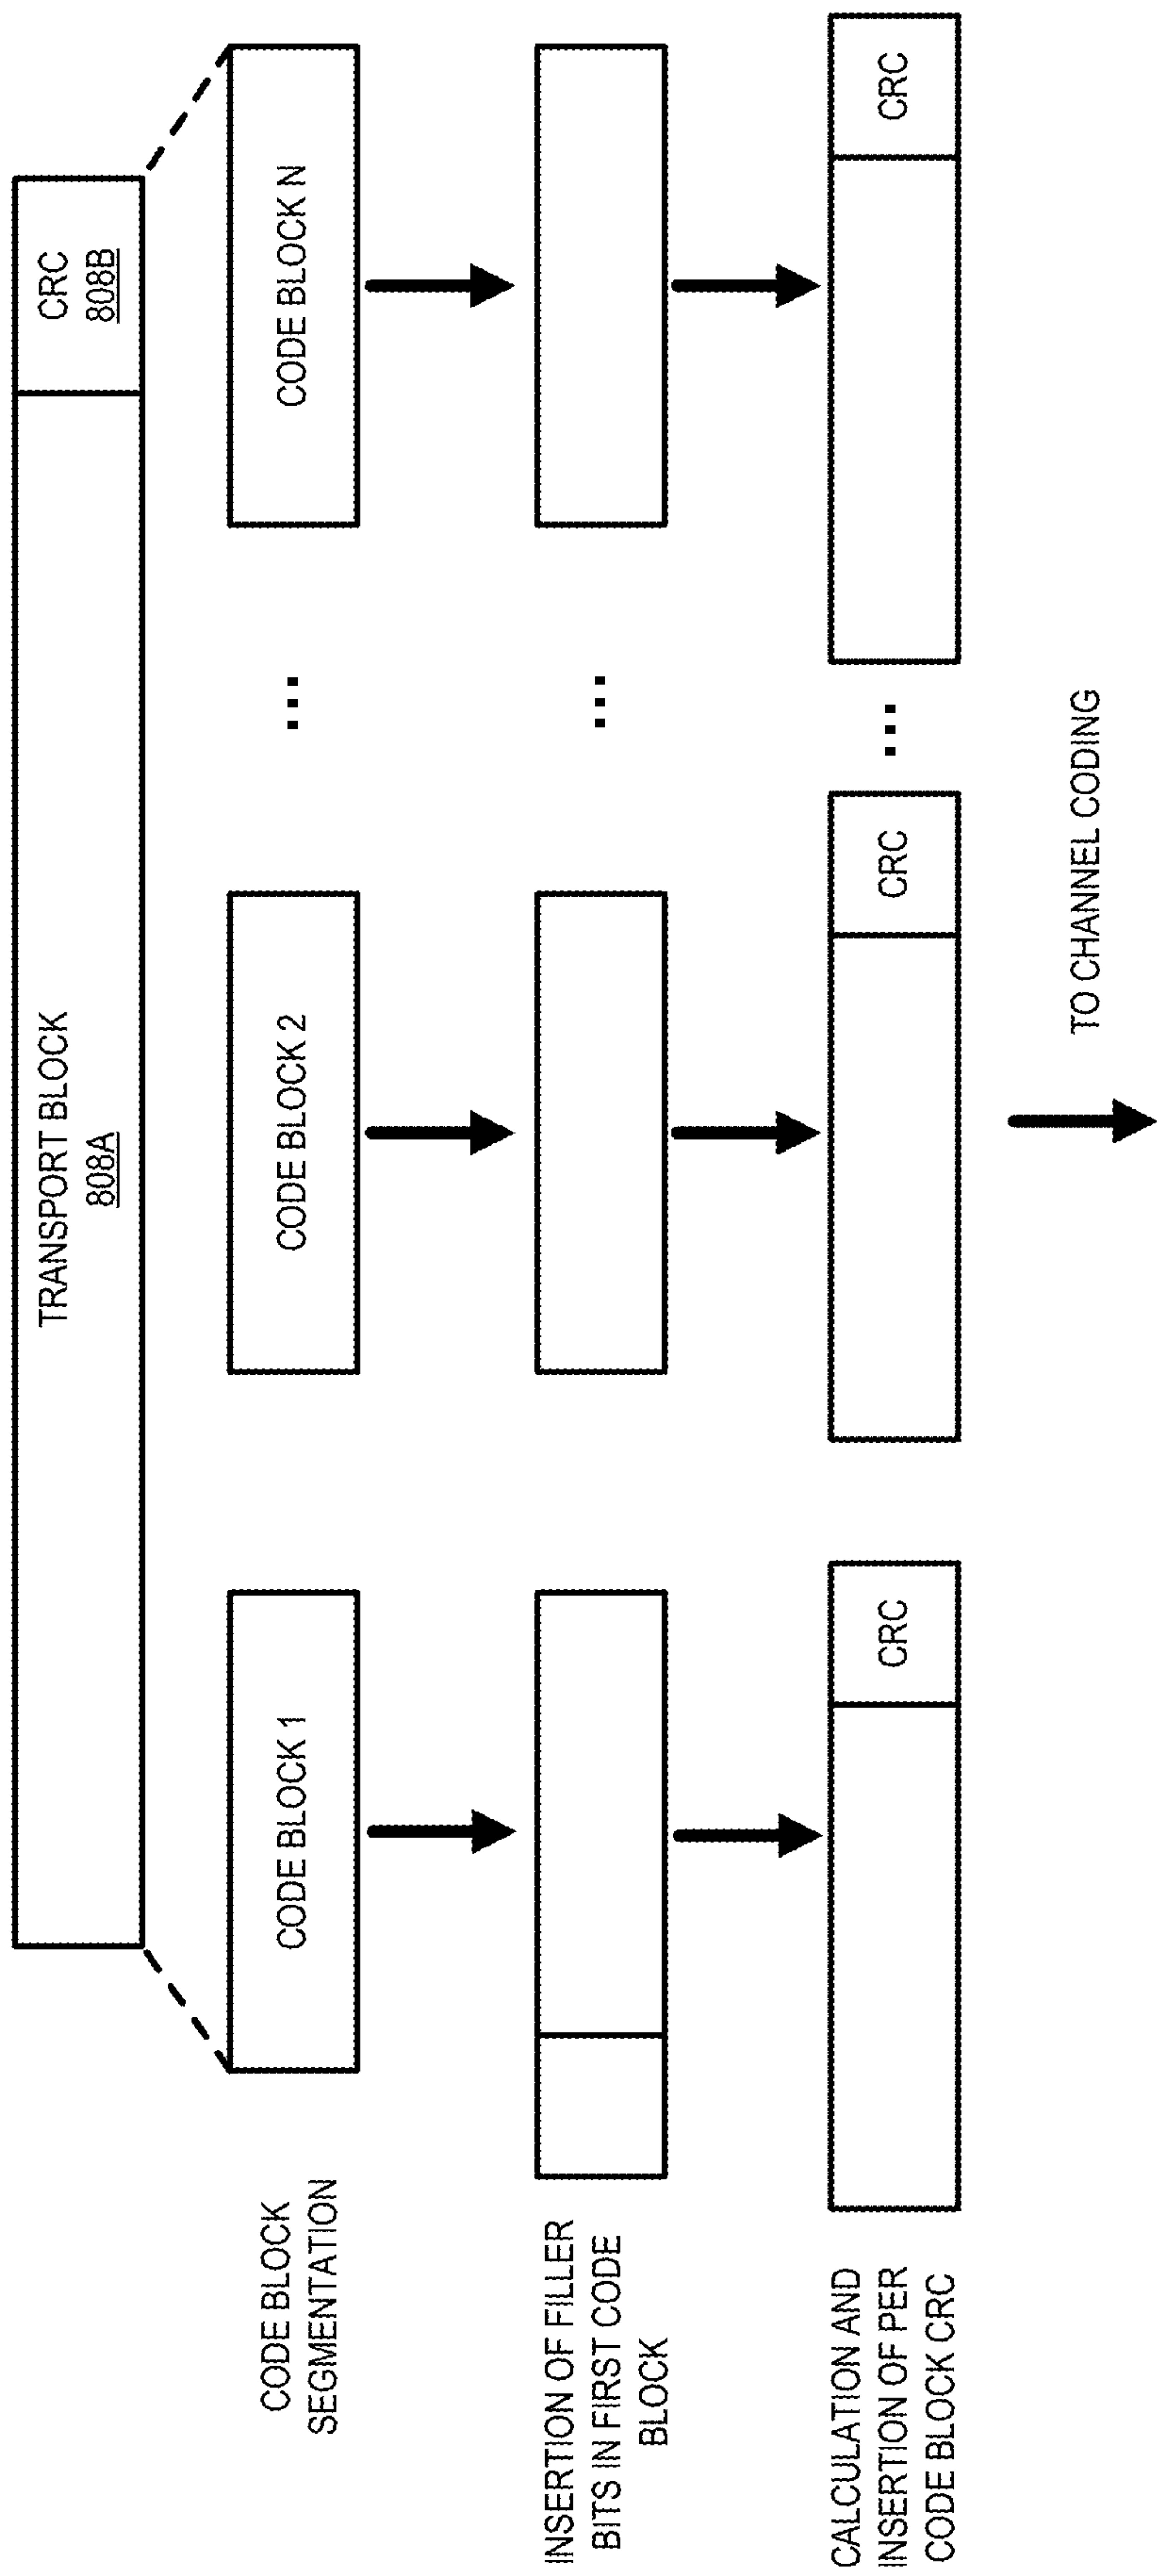 TRANSPORT BLOCK
808A
CRC
808B
CODE BLOCK
SEGMENTATION
CODE BLOCK 1
CODE BLOCK 2
...
CODE BLOCK N
INSERTION OF FILLER
BITS IN FIRST CODE
BLOCK
...
CALCULATION AND
INSERTION OF PER
CODE BLOCK CRC
CRC
CRC
...
CRC
TO CHANNEL CODING